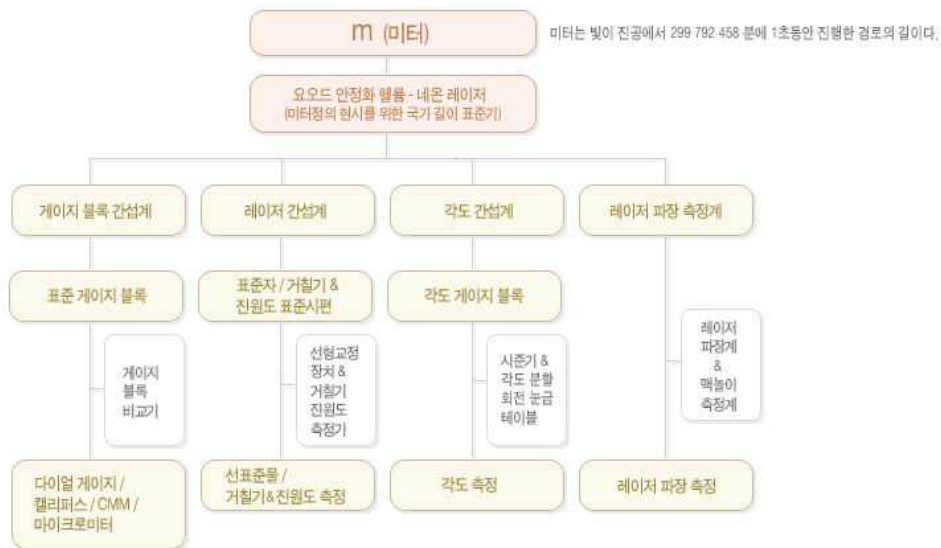 m (미터)
미터는 빛이 진공에서 299 792 458 분에 1초동안 진행한 경로의 길이다.
요오드 안정화 헬륨 - 네온 레이저
(미터정의 현시를 위한 국가 길이 표준기)
게이지 블록 간섭계
레이저 간섭계
각도 간섭계
레이저 파장 측정계
표준 게이지 블록
표준자 / 거칠기 &
진원도 표준시편
각도 게이지 블록
게이지
블록
비교기
선형교정
장치 &
거칠기
진원도
측정기
시준기 &
각도 분할
회전 눈금
테이블
레이저
파장계
&
맥놀이
측정계
다이얼 게이지 /
캘리퍼스 / CMM /
마이크로미터
선표준물 /
거칠기&진원도 측정
각도 측정
레이저 파장 측정